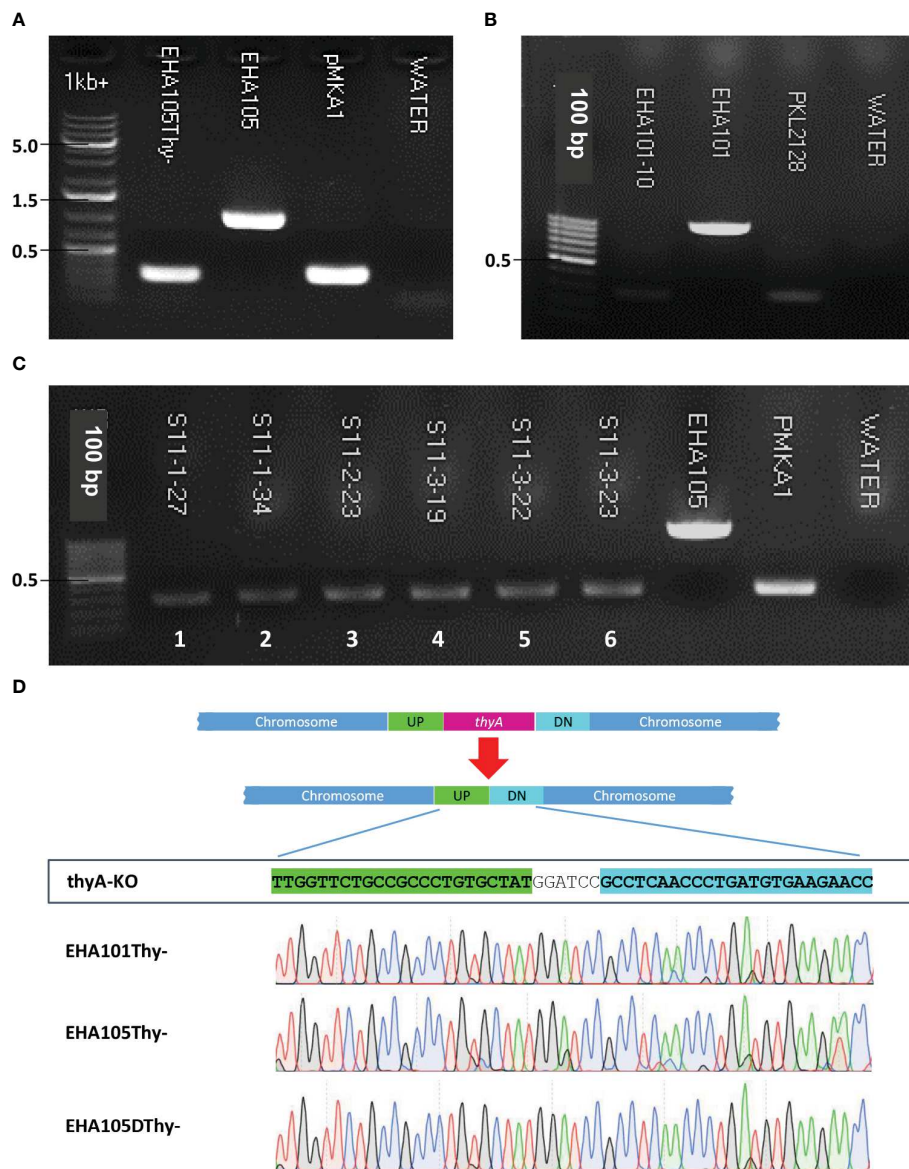 A
1kb+
EHA105Thy-
EHA105
pMKA1
WATER
5.0
1.5
0.5
B
100 bp
EHA101-10
EHA101
PKL2128
WATER
0.5
C
100 bp
S11-1-27
S11-1-34
S11-2-23
S11-3-19
S11-3-22
S11-3-23
EHA105
PMKA1
WATER
0.5
1 2 3 4 5 6
D
Chromosome UP thyA DN Chromosome
Chromosome UP DN Chromosome
thyA-KO TTGGTTCTGCCGCCCTGTGCTATGGATCCGCCTCAACCCTGATGTGAAGAACC
EHA101Thy-
EHA105Thy-
EHA105DThy-